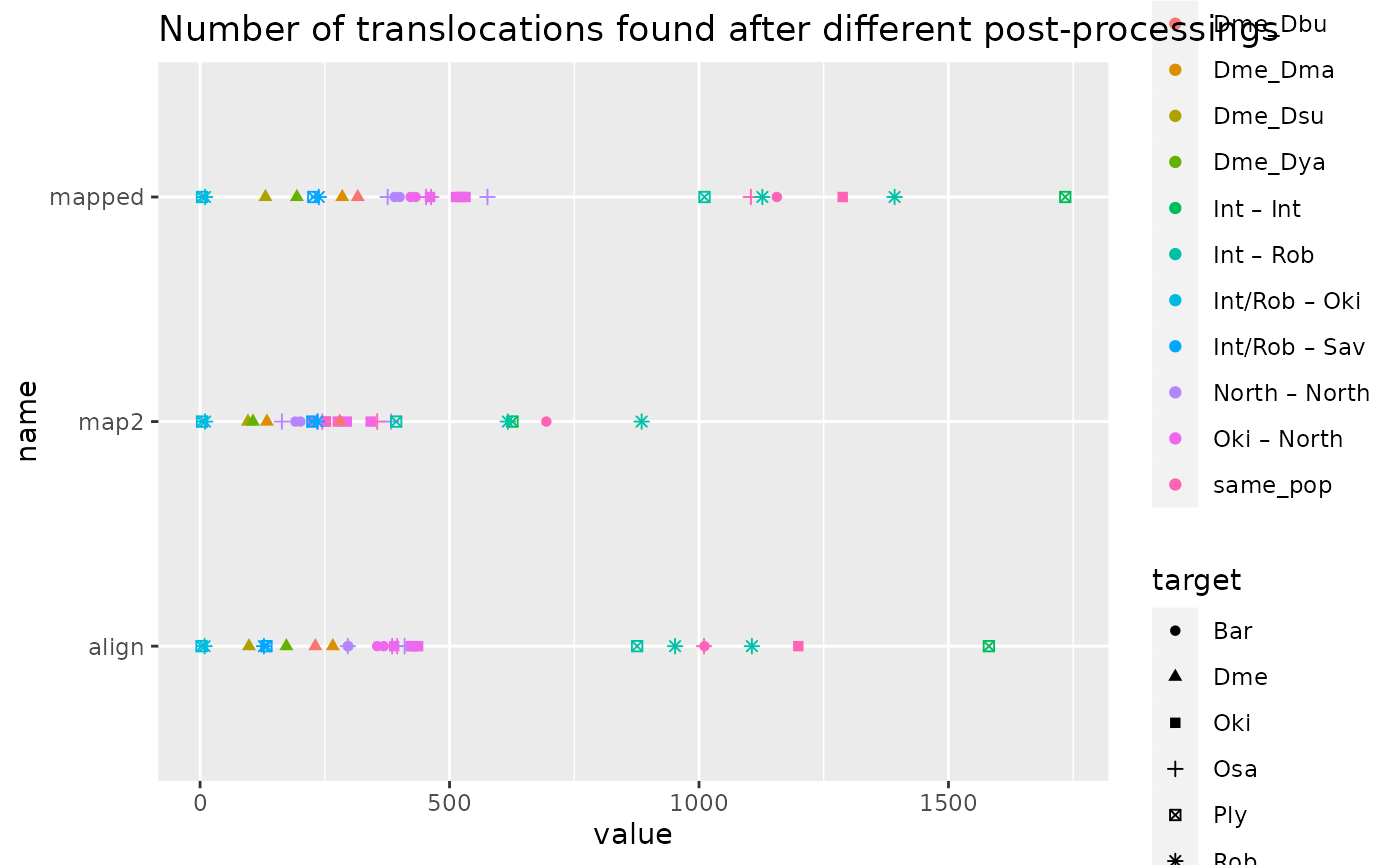 Number of translocations found after different post-processings
Dme_Dbu
Dme_Dma
Dme_Dsu
Dme_Dya
Int – Int
Int – Rob
Int/Rob – Oki
Int/Rob – Sav
North – North
Oki – North
same_pop
target
Bar
Dme
Oki
Osa
Ply
Rob
name
mapped
map2
align
0 500 1000 1500
value